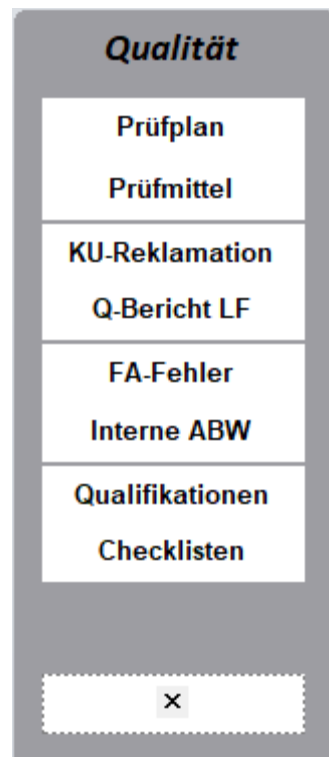 Qualität
Prüfplan
Prüfmittel
KU-Reklamation
Q-Bericht LF
FA-Fehler
Interne ABW
Qualifikationen
Checklisten
×